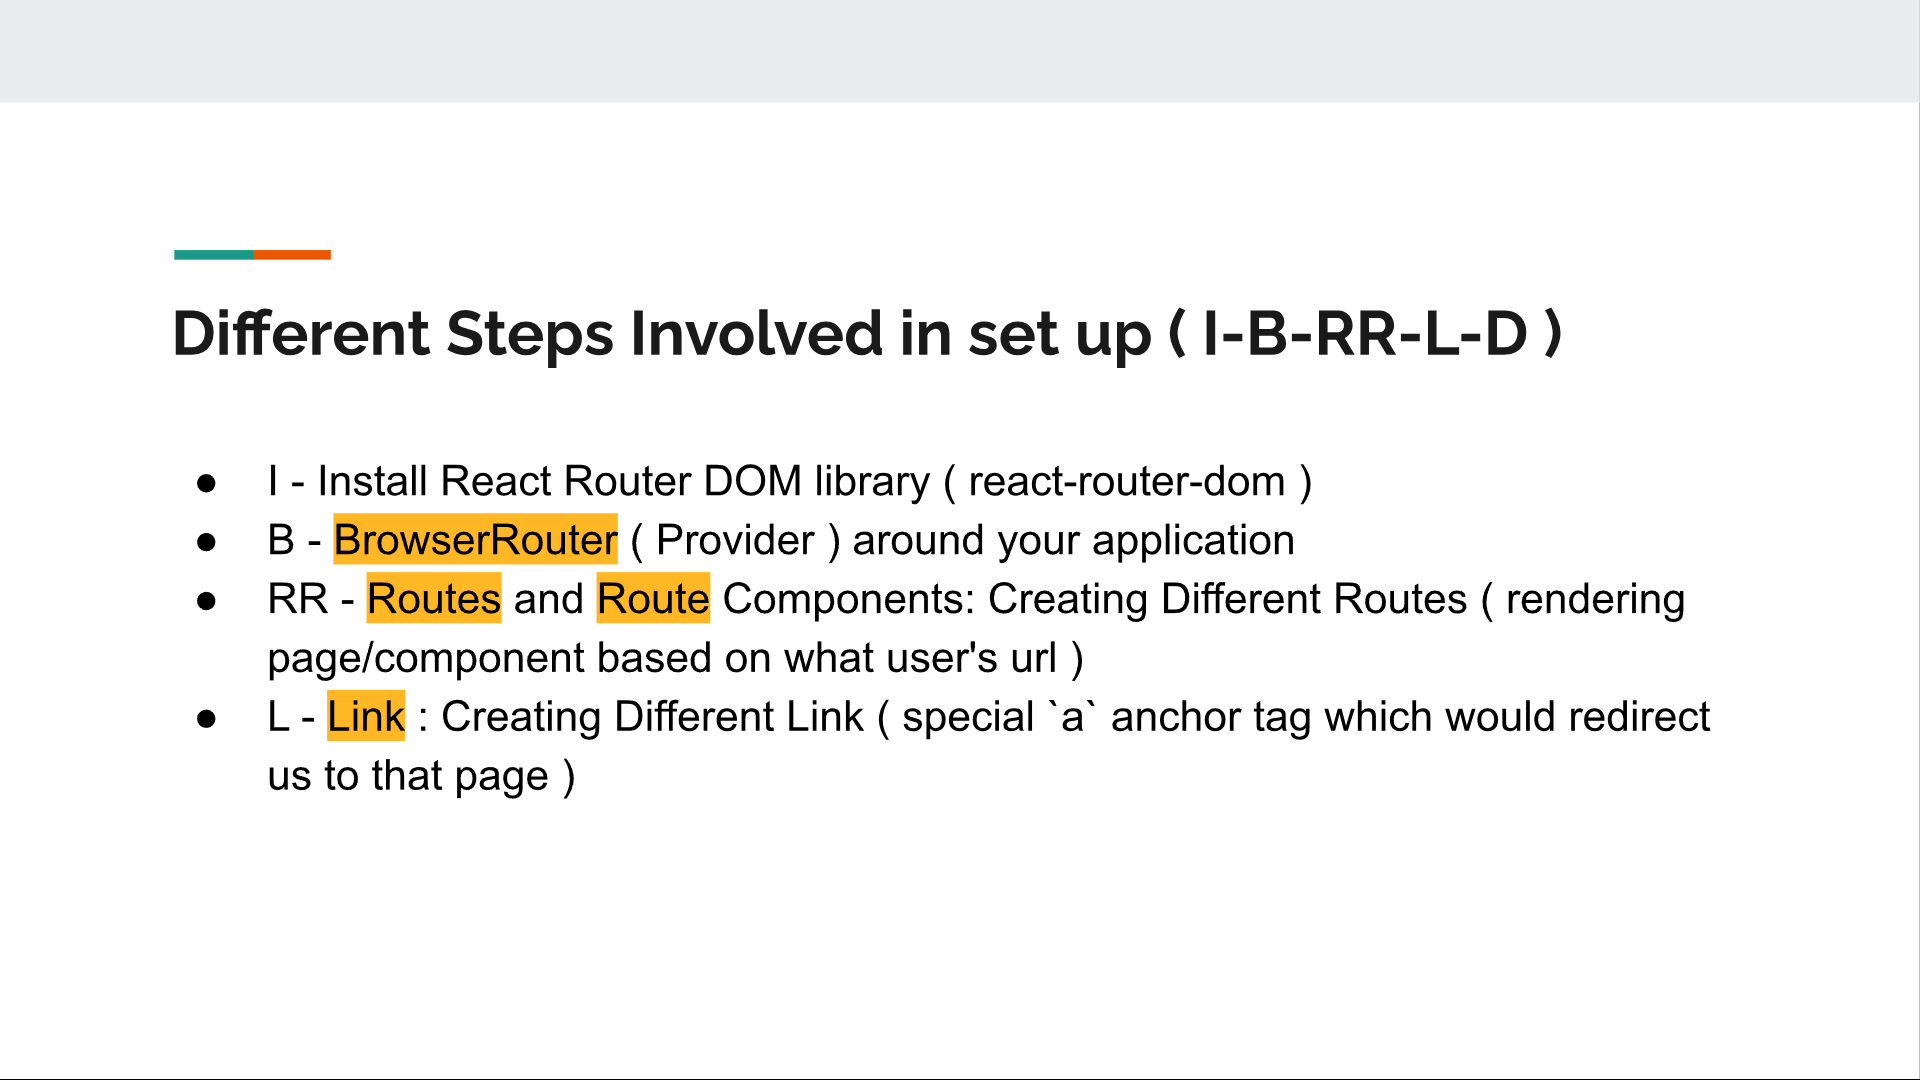 Different Steps Involved in set up ( I-B-RR-L-D )
● I - Install React Router DOM library ( react-router-dom )
● B - BrowserRouter ( Provider ) around your application
● RR - Routes and Route Components: Creating Different Routes ( rendering
page/component based on what user's url )
● L - Link : Creating Different Link ( special `a` anchor tag which would redirect
us to that page )